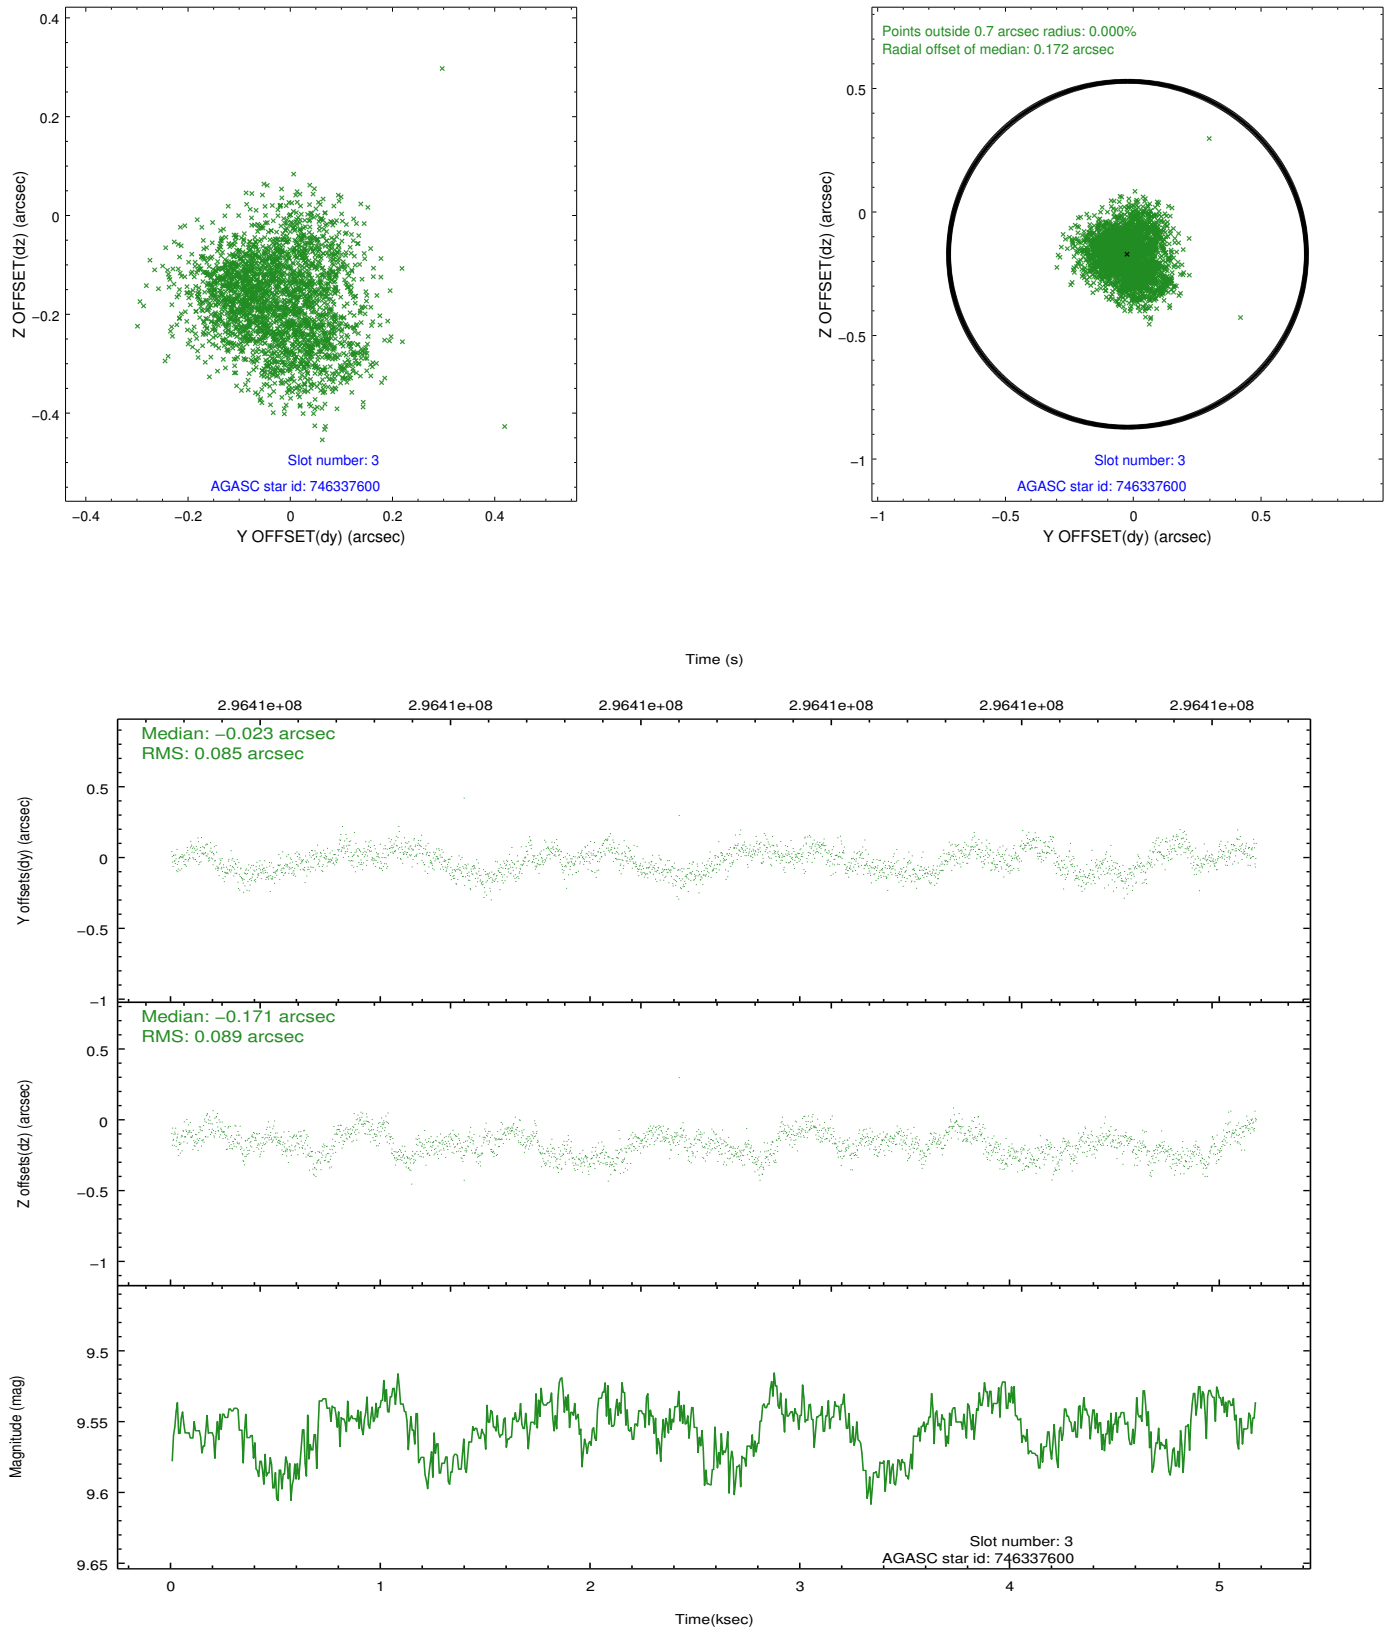 0.4
0.2
0
−0.2
−0.4
Z OFFSET(dz) (arcsec)
Slot number: 3
AGASC star id: 746337600
−0.4 −0.2 0 0.2 0.4
Y OFFSET(dy) (arcsec)
Points outside 0.7 arcsec radius: 0.000%
Radial offset of median: 0.172 arcsec
0.5
0
−0.5
−1
Z OFFSET(dz) (arcsec)
Slot number: 3
AGASC star id: 746337600
−1 −0.5 0 0.5
Y OFFSET(dy) (arcsec)
Time (s)
2.9641e+08 2.9641e+08 2.9641e+08 2.9641e+08 2.9641e+08 2.9641e+08
Median: −0.023 arcsec
RMS: 0.085 arcsec
0.5
0
−0.5
−1
Y offsets(dy) (arcsec)
Median: −0.171 arcsec
RMS: 0.089 arcsec
0.5
0
−0.5
−1
Z offsets(dz) (arcsec)
9.5
9.55
9.6
9.65
Magnitude (mag)
Slot number: 3
AGASC star id: 746337600
0 1 2 3 4 5
Time(ksec)